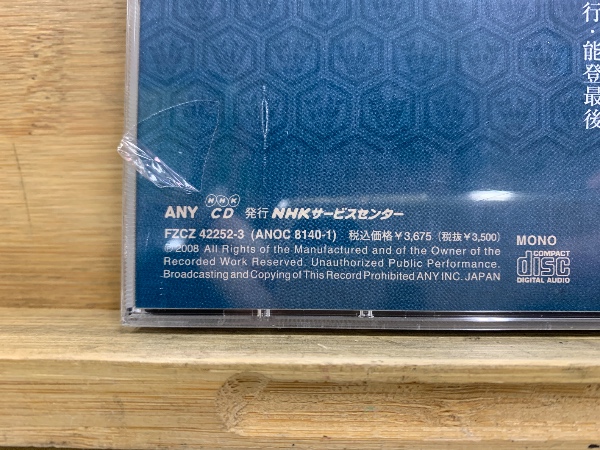 行・能登最後
ANY NHK CD 発行 NHKサービスセンター
FZCZ 42252-3 (ANOC 8140-1) 税込価格¥3,675 (税抜¥3,500)
Ⓟ2008 All Rights of the Manufactured and of the Owner of the
Recorded Work Reserved. Unauthorized Public Performance.
Broadcasting and Copying of This Record Prohibited ANY INC. JAPAN
MONO
COMPACT
disc
DIGITAL AUDIO